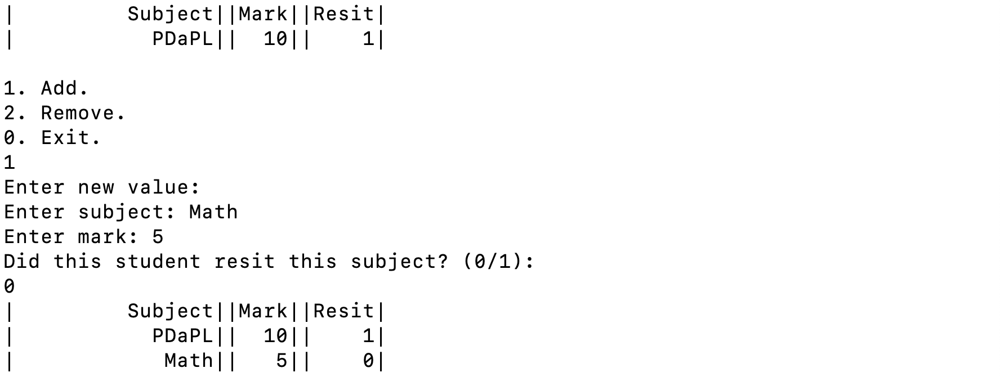 |         Subject||Mark||Resit|
|           PDaPL||  10||    1|
1. Add.
2. Remove.
0. Exit.
1
Enter new value:
Enter subject: Math
Enter mark: 5
Did this student resit this subject? (0/1):
0
|         Subject||Mark||Resit|
|           PDaPL||  10||    1|
|            Math||   5||    0|